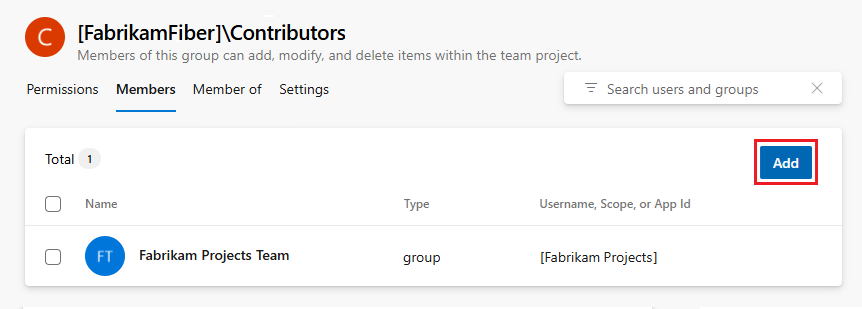 C
[FabrikamFiber]\Contributors
Members of this group can add, modify, and delete items within the team project.
Permissions Members Member of Settings
Search users and groups
Total 1
Add
Name Type Username, Scope, or App Id
FT Fabrikam Projects Team group [Fabrikam Projects]